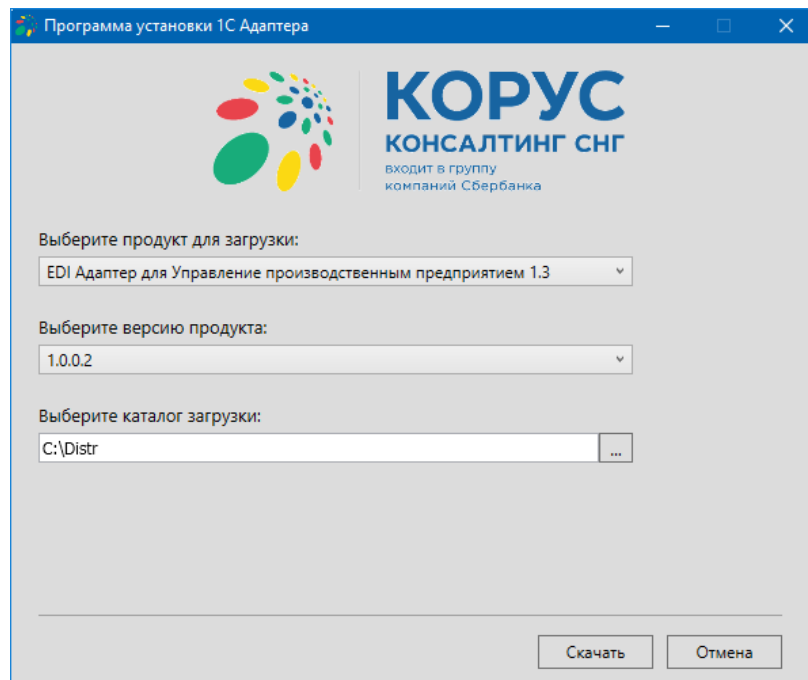 Программа установки 1С Адаптера
КОРУС
КОНСАЛТИНГ СНГ
входит в группу
компаний Сбербанка
Выберите продукт для загрузки:
EDI Адаптер для Управление производственным предприятием 1.3
Выберите версию продукта:
1.0.0.2
Выберите каталог загрузки:
C:\Distr
...
Скачать Отмена